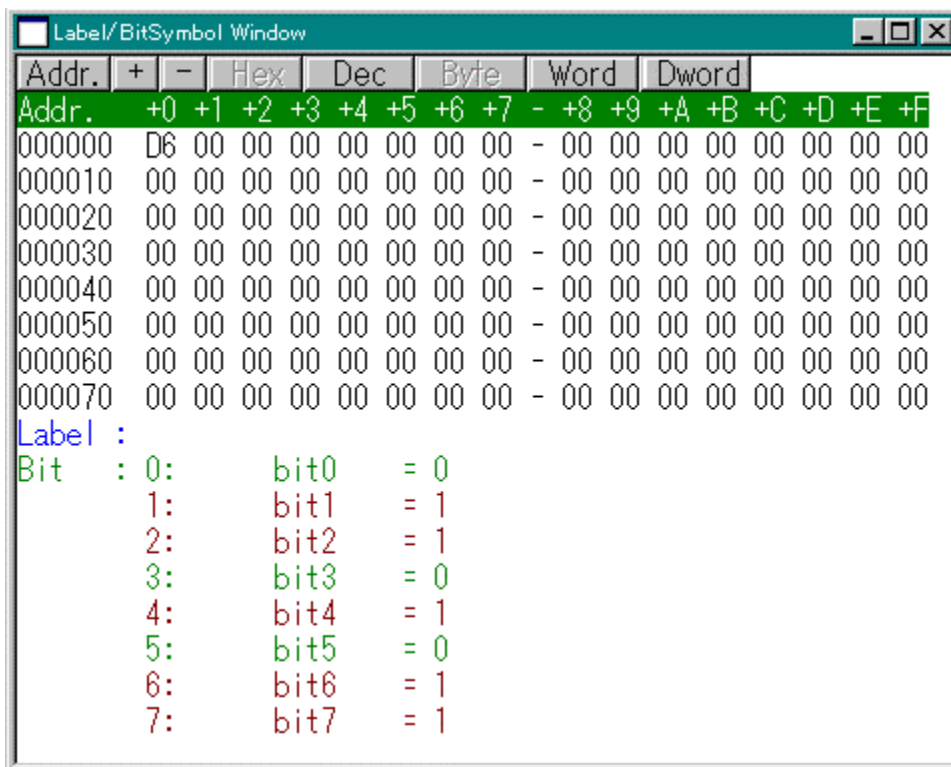 Label/BitSymbol Window
Addr. + - Hex Dec Byte Word Dword
Addr. +0 +1 +2 +3 +4 +5 +6 +7 - +8 +9 +A +B +C +D +E +F
000000 D6 00 00 00 00 00 00 00 - 00 00 00 00 00 00 00 00
000010 00 00 00 00 00 00 00 00 - 00 00 00 00 00 00 00 00
000020 00 00 00 00 00 00 00 00 - 00 00 00 00 00 00 00 00
000030 00 00 00 00 00 00 00 00 - 00 00 00 00 00 00 00 00
000040 00 00 00 00 00 00 00 00 - 00 00 00 00 00 00 00 00
000050 00 00 00 00 00 00 00 00 - 00 00 00 00 00 00 00 00
000060 00 00 00 00 00 00 00 00 - 00 00 00 00 00 00 00 00
000070 00 00 00 00 00 00 00 00 - 00 00 00 00 00 00 00 00
Label :
Bit : 0: bit0 = 0
1: bit1 = 1
2: bit2 = 1
3: bit3 = 0
4: bit4 = 1
5: bit5 = 0
6: bit6 = 1
7: bit7 = 1